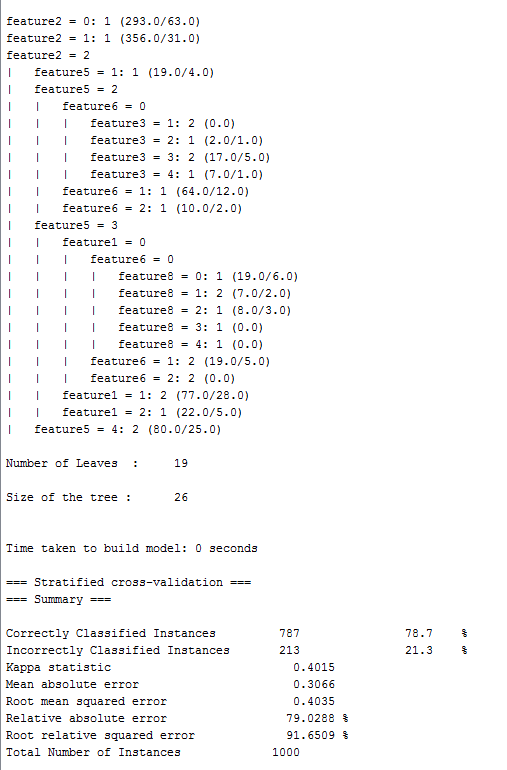 feature2 = 0: 1 (293.0/63.0)
feature2 = 1: 1 (356.0/31.0)
feature2 = 2
|   feature5 = 1: 1 (19.0/4.0)
|   feature5 = 2
|   |   feature6 = 0
|   |   |   feature3 = 1: 2 (0.0)
|   |   |   feature3 = 2: 1 (2.0/1.0)
|   |   |   feature3 = 3: 2 (17.0/5.0)
|   |   |   feature3 = 4: 1 (7.0/1.0)
|   |   feature6 = 1: 1 (64.0/12.0)
|   |   feature6 = 2: 1 (10.0/2.0)
|   feature5 = 3
|   |   feature1 = 0
|   |   |   feature6 = 0
|   |   |   |   feature8 = 0: 1 (19.0/6.0)
|   |   |   |   feature8 = 1: 2 (7.0/2.0)
|   |   |   |   feature8 = 2: 1 (8.0/3.0)
|   |   |   |   feature8 = 3: 1 (0.0)
|   |   |   |   feature8 = 4: 1 (0.0)
|   |   |   feature6 = 1: 2 (19.0/5.0)
|   |   |   feature6 = 2: 2 (0.0)
|   |   feature1 = 1: 2 (77.0/28.0)
|   |   feature1 = 2: 1 (22.0/5.0)
|   feature5 = 4: 2 (80.0/25.0)
Number of Leaves  :     19
Size of the tree :      26
Time taken to build model: 0 seconds
=== Stratified cross-validation ===
=== Summary ===
Correctly Classified Instances         787               78.7    %
Incorrectly Classified Instances       213               21.3    %
Kappa statistic                          0.4015
Mean absolute error                      0.3066
Root mean squared error                  0.4035
Relative absolute error                 79.0288 %
Root relative squared error             91.6509 %
Total Number of Instances             1000